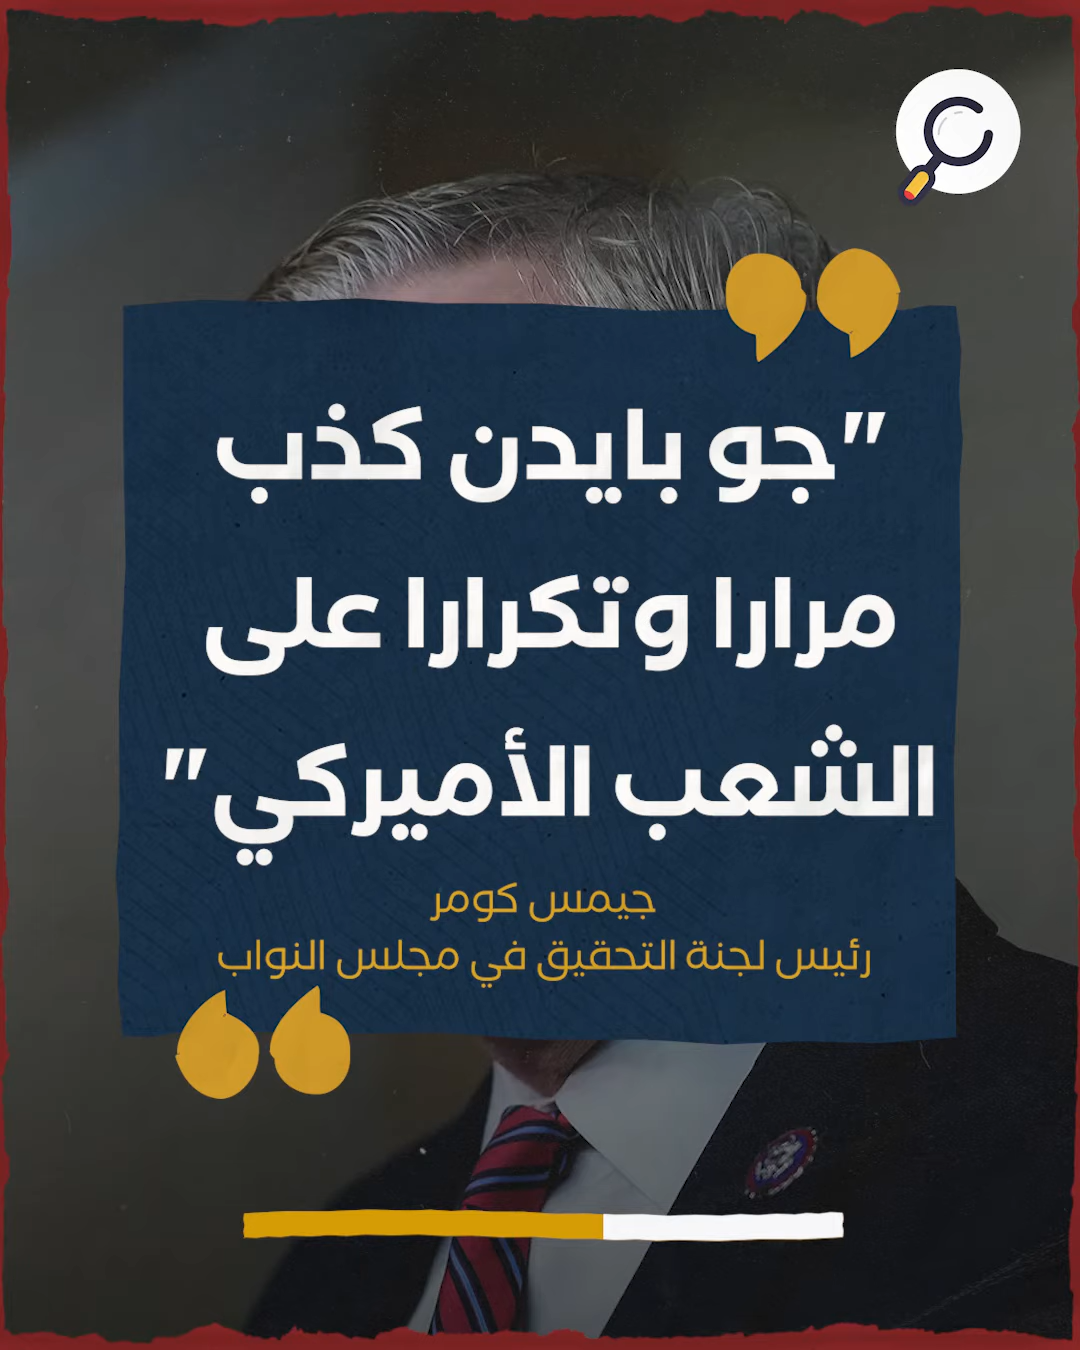 "جو بايدن كذب
مرارا وتكرارا على
الشعب الأميركي"
جيمس كومر
رئيس لجنة التحقيق في مجلس النواب